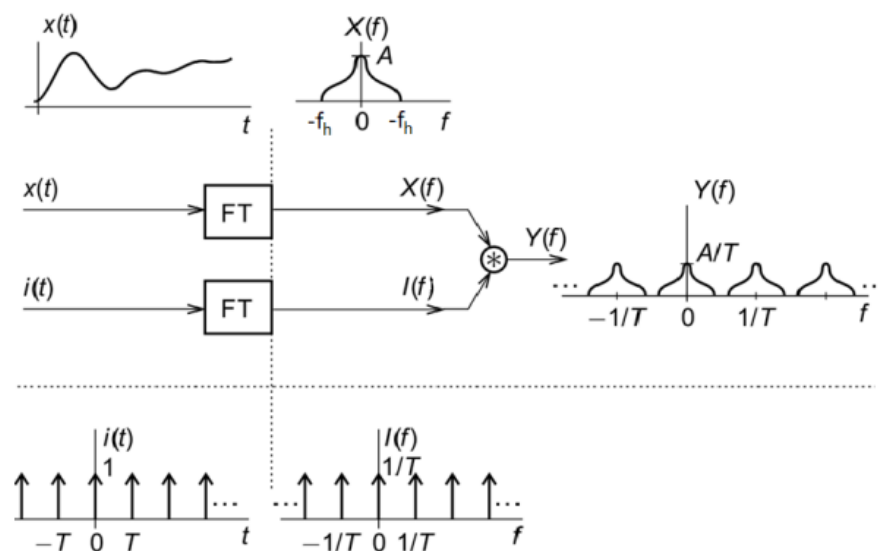 x(t)
t
X(f)
A
-f_h 0 -f_h f
x(t) FT X(f)
i(t) FT I(f)
⊛ Y(f)
Y(f)
A/T
... ...
−1/T 0 1/T f
i(t)
1
...
−T 0 T t
I(f)
1/T
... ...
−1/T 0 1/T f